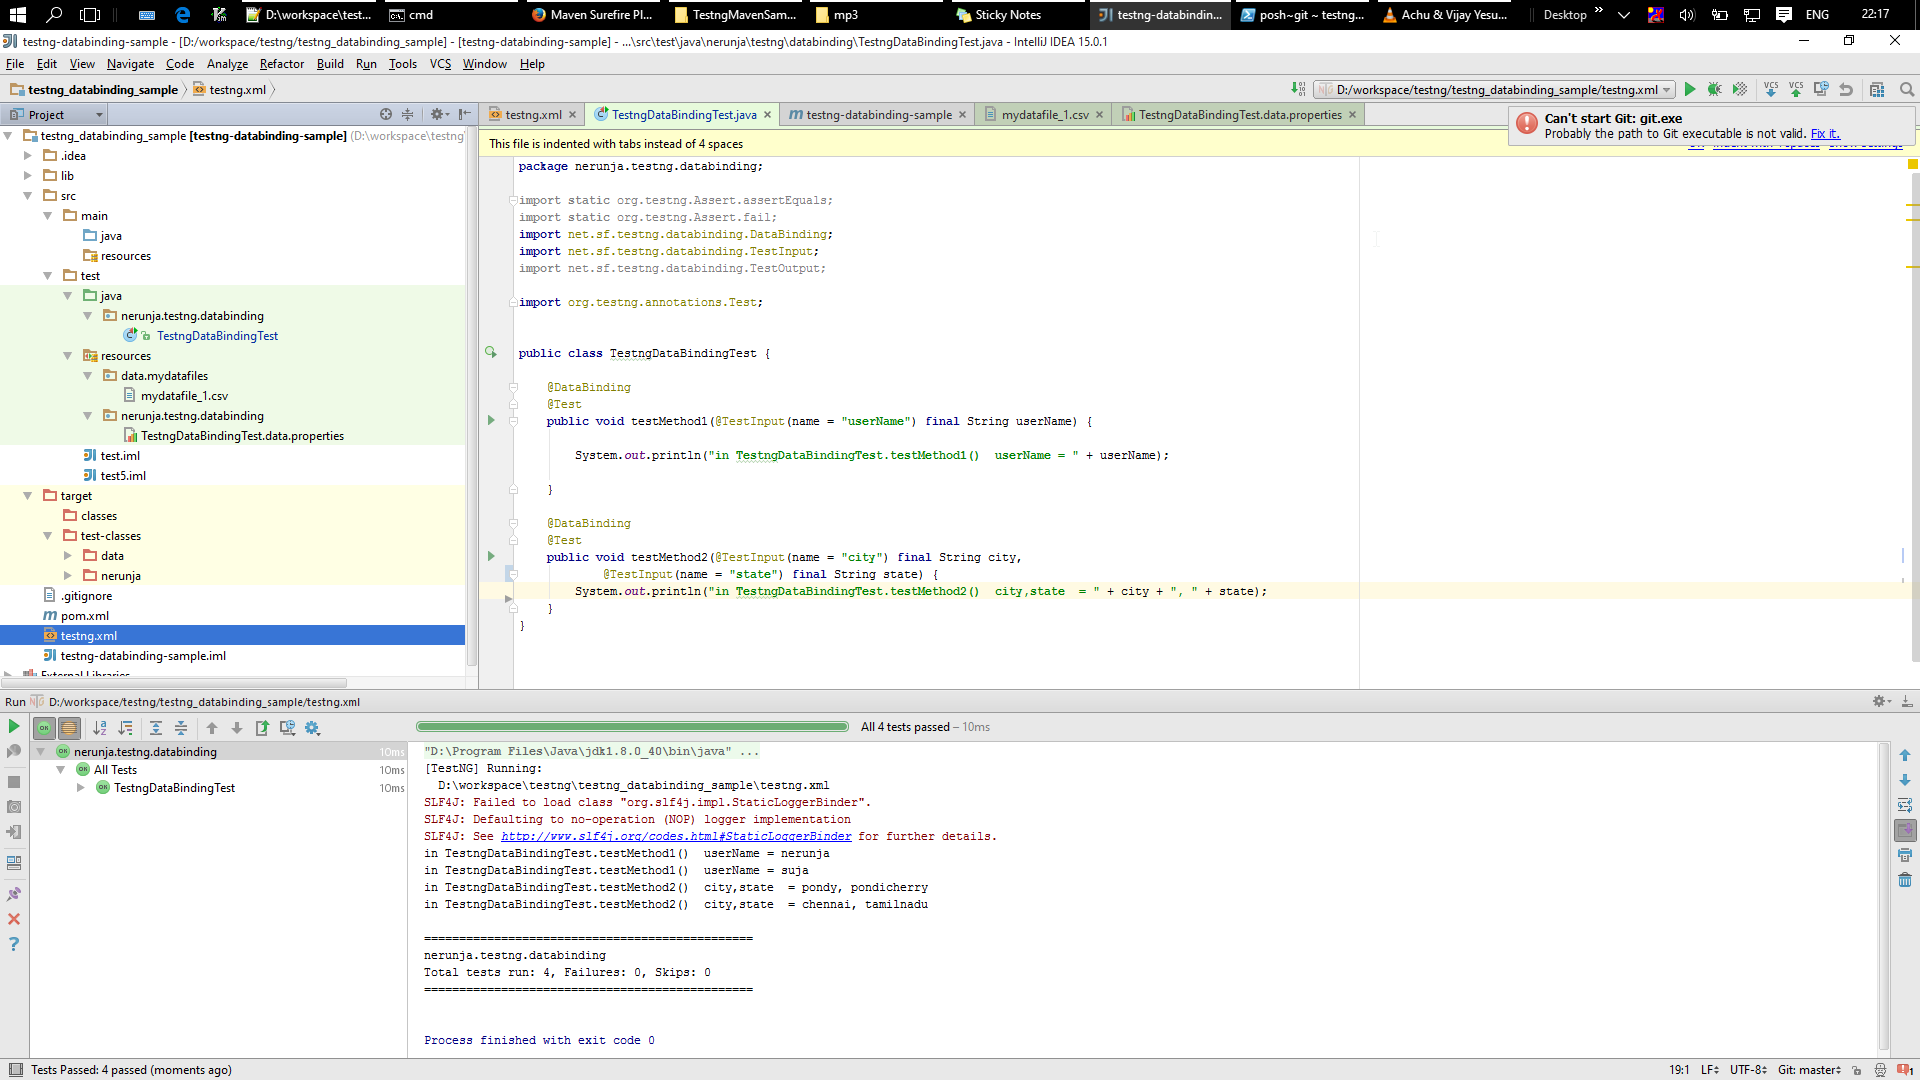 D:\workspace\test...
cmd
Maven Surefire Pl...
TestngMavenSam...
mp3
Sticky Notes
testng-databindin...
posh~git ~ testng...
Achu & Vijay Yesu...
Desktop
ENG
22:17
testng-databinding-sample - [D:/workspace/testng/testng_databinding_sample] - [testng-databinding-sample] - ...\src\test\java\nerunja\testng\databinding\TestngDataBindingTest.java - IntelliJ IDEA 15.0.1
File Edit View Navigate Code Analyze Refactor Build Run Tools VCS Window Help
testng_databinding_sample testng.xml
D:/workspace/testng/testng_databinding_sample/testng.xml
VCS VCS
Project
testng.xml
TestngDataBindingTest.java
testng-databinding-sample
mydatafile_1.csv
TestngDataBindingTest.data.properties
Can't start Git: git.exe
Probably the path to Git executable is not valid. Fix it.
This file is indented with tabs instead of 4 spaces
testng_databinding_sample [testng-databinding-sample] (D:\workspace\testng
.idea
lib
src
main
java
resources
test
java
nerunja.testng.databinding
TestngDataBindingTest
resources
data.mydatafiles
mydatafile_1.csv
nerunja.testng.databinding
TestngDataBindingTest.data.properties
test.iml
test5.iml
target
classes
test-classes
data
nerunja
.gitignore
pom.xml
testng.xml
testng-databinding-sample.iml
External Libraries
package nerunja.testng.databinding;
import static org.testng.Assert.assertEquals;
import static org.testng.Assert.fail;
import net.sf.testng.databinding.DataBinding;
import net.sf.testng.databinding.TestInput;
import net.sf.testng.databinding.TestOutput;
import org.testng.annotations.Test;
public class TestngDataBindingTest {
@DataBinding
@Test
public void testMethod1(@TestInput(name = "userName") final String userName) {
System.out.println("in TestngDataBindingTest.testMethod1()  userName = " + userName);
}
@DataBinding
@Test
public void testMethod2(@TestInput(name = "city") final String city,
@TestInput(name = "state") final String state) {
System.out.println("in TestngDataBindingTest.testMethod2()  city,state  = " + city + ", " + state);
}
}
Run D:/workspace/testng/testng_databinding_sample/testng.xml
All 4 tests passed – 10ms
nerunja.testng.databinding 10ms
All Tests 10ms
TestngDataBindingTest 10ms
"D:\Program Files\Java\jdk1.8.0_40\bin\java" ...
[TestNG] Running:
D:\workspace\testng\testng_databinding_sample\testng.xml
SLF4J: Failed to load class "org.slf4j.impl.StaticLoggerBinder".
SLF4J: Defaulting to no-operation (NOP) logger implementation
SLF4J: See http://www.slf4j.org/codes.html#StaticLoggerBinder for further details.
in TestngDataBindingTest.testMethod1()  userName = nerunja
in TestngDataBindingTest.testMethod1()  userName = suja
in TestngDataBindingTest.testMethod2()  city,state  = pondy, pondicherry
in TestngDataBindingTest.testMethod2()  city,state  = chennai, tamilnadu
===============================================
nerunja.testng.databinding
Total tests run: 4, Failures: 0, Skips: 0
===============================================
Process finished with exit code 0
Tests Passed: 4 passed (moments ago)
19:1 LF UTF-8 Git: master 1